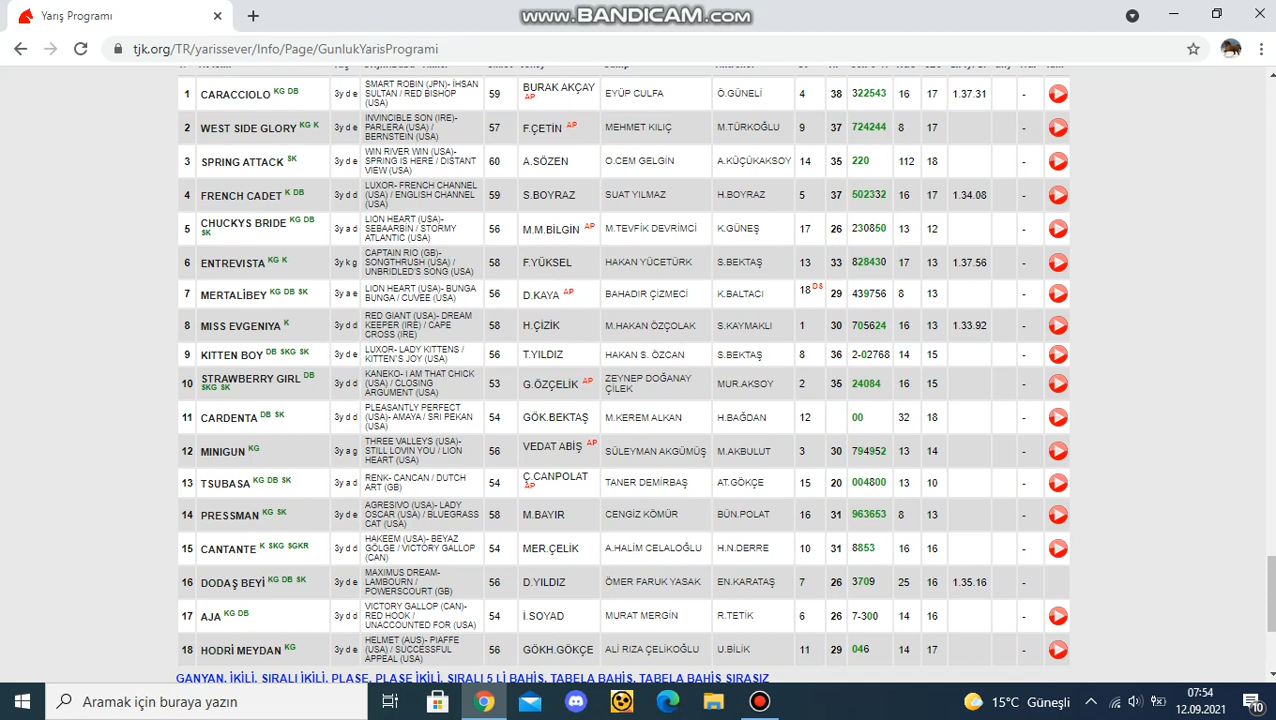 Yarış Programı
www.BANDICAM.com
tjk.org/TR/yarissever/Info/Page/GunlukYarisProgrami
1 CARACCIOLO KG DB 3y d e SMART ROBIN (JPN)- İHSAN SULTAN / RED BISHOP (USA) 59 BURAK AKÇAY AP EYÜP CULFA Ö.GÜNELİ 4 38 322543 16 17 1.37.31 -
2 WEST SIDE GLORY KG K 3y d e INVINCIBLE SON (IRE)- PARLERA (USA) / BERNSTEIN (USA) 57 F.ÇETİN AP MEHMET KILIÇ M.TÜRKOĞLU 9 37 724244 8 17 -
3 SPRING ATTACK SK 3y d e WIN RIVER WIN (USA)- SPRING IS HERE / DISTANT VIEW (USA) 60 A.SÖZEN O.CEM GELGİN A.KÜÇÜKAKSOY 14 35 220 112 18 -
4 FRENCH CADET K DB 3y d d LUXOR- FRENCH CHANNEL (USA) / ENGLISH CHANNEL (USA) 59 S.BOYRAZ SUAT YILMAZ H.BOYRAZ 5 37 502332 16 17 1.34.08 -
5 CHUCKYS BRIDE KG DB SK 3y a d LION HEART (USA)- SEBAARBIN / STORMY ATLANTIC (USA) 56 M.M.BİLGİN AP M.TEVFİK DEVRİMCİ K.GÜNEŞ 17 26 230850 13 12 -
6 ENTREVISTA KG K 3y k g CAPTAIN RIO (GB)- SONGTHRUSH (USA) / UNBRIDLED'S SONG (USA) 58 F.YÜKSEL HAKAN YÜCETÜRK S.BEKTAŞ 13 33 828430 17 13 1.37.56 -
7 MERTALİBEY KG DB SK 3y a e LION HEART (USA)- BUNGA BUNGA / CUVEE (USA) 56 D.KAYA AP BAHADIR ÇİZMECİ K.BALTACI 18 DS 29 439756 8 13 -
8 MISS EVGENIYA K 3y d d RED GIANT (USA)- DREAM KEEPER (IRE) / CAPE CROSS (IRE) 58 H.ÇİZİK M.HAKAN ÖZÇOLAK S.KAYMAKLI 1 30 705624 16 13 1.33.92 -
9 KITTEN BOY DB SKG SK 3y d e LUXOR- LADY KITTENS / KITTEN'S JOY (USA) 56 T.YILDIZ HAKAN S. ÖZCAN S.BEKTAŞ 8 36 2-02768 14 15 -
10 STRAWBERRY GIRL DB SKG SK 3y d d KANEKO- I AM THAT CHICK (USA) / CLOSING ARGUMENT (USA) 53 G.ÖZÇELİK AP ZEYNEP DOĞANAY ÇİLEK MUR.AKSOY 2 35 24084 16 15 -
11 CARDENTA DB SK 3y d d PLEASANTLY PERFECT (USA)- AMAYA / SRI PEKAN (USA) 54 GÖK.BEKTAŞ M.KEREM ALKAN H.BAĞDAN 12 00 32 18 -
12 MINIGUN KG 3y a g THREE VALLEYS (USA)- STILL LOVIN YOU / LION HEART (USA) 56 VEDAT ABİŞ AP SÜLEYMAN AKGÜMÜŞ M.AKBULUT 3 30 794952 13 14 -
13 TSUBASA KG DB SK 3y d d RENK- CANCAN / DUTCH ART (GB) 54 Ç.CANPOLAT AP TANER DEMİRBAŞ AT.GÖKÇE 15 20 004800 13 10 -
14 PRESSMAN KG SK 3y d e AGRESIVO (USA)- LADY OSCAR (USA) / BLUEGRASS CAT (USA) 58 M.BAYIR CENGİZ KÖMÜR BÜN.POLAT 16 31 963653 8 13 -
15 CANTANTE K SKG SGKR 3y d d HAKEEM (USA)- BEYAZ GÖLGE / VICTORY GALLOP (CAN) 54 MER.ÇELİK A.HALİM CELALOĞLU H.N.DERRE 10 31 8853 16 16 -
16 DODAŞ BEYİ KG DB SK 3y d e MAXIMUS DREAM- LAMBOURN / POWERSCOURT (GB) 56 D.YILDIZ ÖMER FARUK YASAK EN.KARATAŞ 7 26 3709 25 16 1.35.16 -
17 AJA KG DB 3y d d VICTORY GALLOP (CAN)- RED HOOK / UNACCOUNTED FOR (USA) 54 İ.SOYAD MURAT MERGİN R.TETİK 6 26 7-300 14 16 -
18 HODRİ MEYDAN KG 3y d e HELMET (AUS)- PIAFFE (USA) / SUCCESSFUL APPEAL (USA) 56 GÖKH.GÖKÇE ALİ RIZA ÇELİKOĞLU U.BİLİK 11 29 046 14 17 -
GANYAN, İKİLİ, SIRALI İKİLİ, PLASE, PLASE İKİLİ, SIRALI 5 Lİ BAHİS, TABELA BAHİS, TABELA BAHİS SIRASIZ
Aramak için buraya yazın
15°C Güneşli
07:54
12.09.2021
10